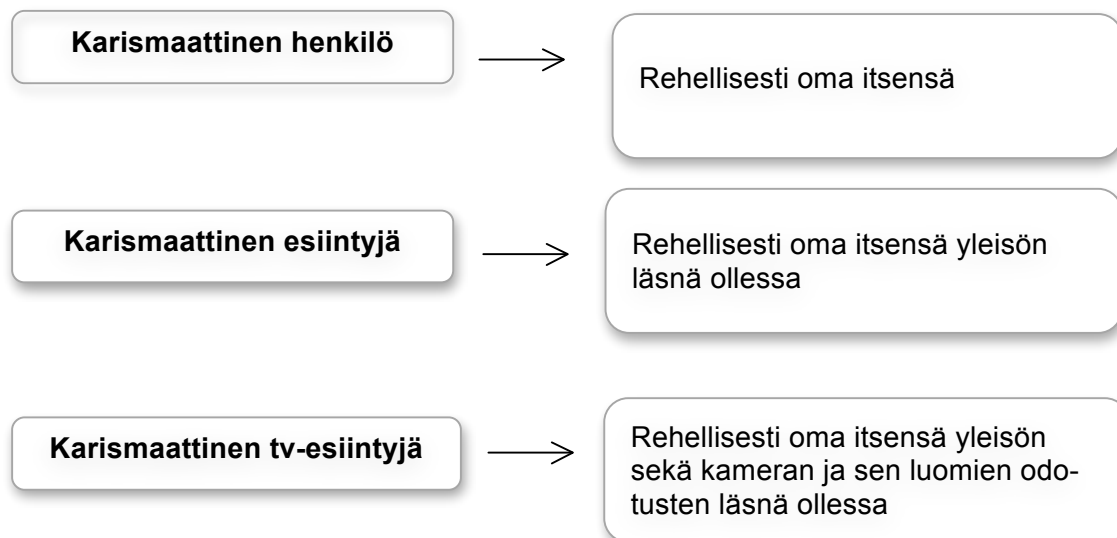 Karismaattinen henkilö
Rehellisesti oma itsensä
Karismaattinen esiintyjä
Rehellisesti oma itsensä yleisön
läsnä ollessa
Karismaattinen tv-esiintyjä
Rehellisesti oma itsensä yleisön
sekä kameran ja sen luomien odo-
tusten läsnä ollessa